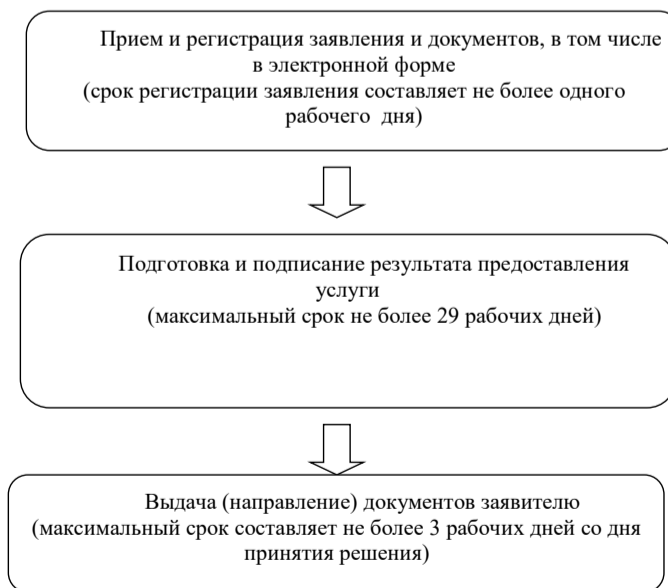 Прием и регистрация заявления и документов, в том числе
в электронной форме
(срок регистрации заявления составляет не более одного
рабочего дня)
Подготовка и подписание результата предоставления
услуги
(максимальный срок не более 29 рабочих дней)
Выдача (направление) документов заявителю
(максимальный срок составляет не более 3 рабочих дней со дня
принятия решения)